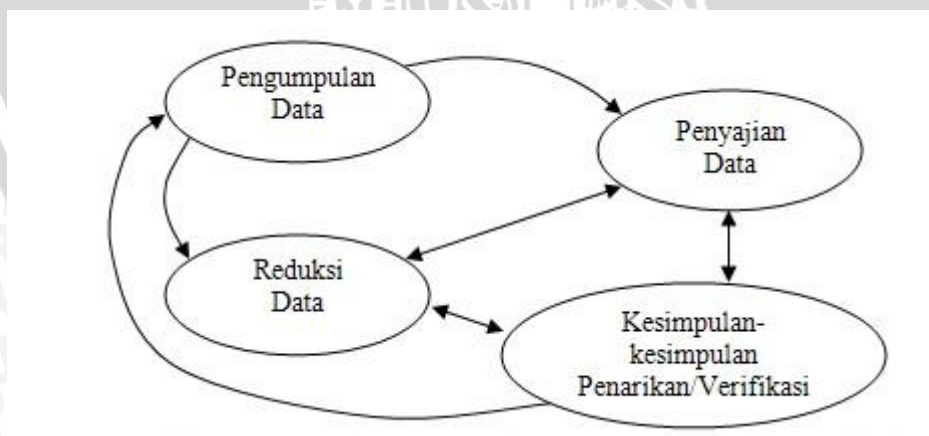 Pengumpulan
Data
Penyajian
Data
Reduksi
Data
Kesimpulan-
kesimpulan
Penarikan/Verifikasi